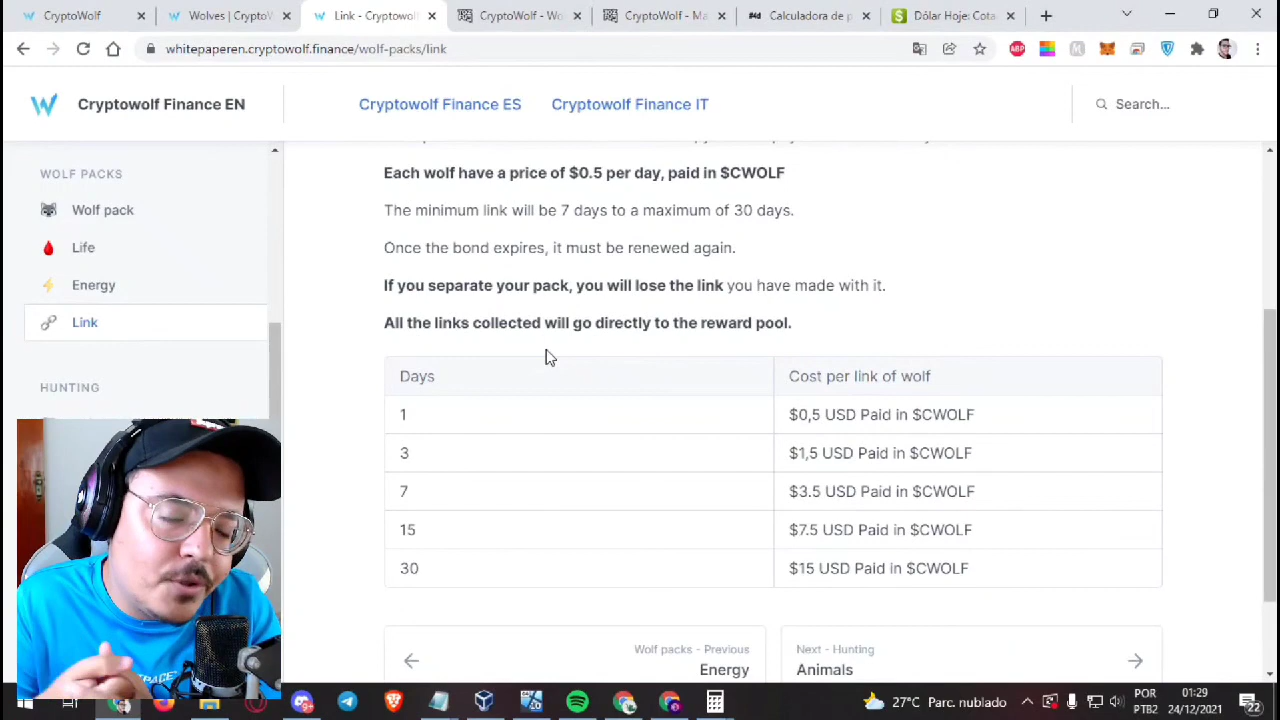 CryptoWolf
Wolves | CryptoW
Link - Cryptowolf
CryptoWolf - Wo
CryptoWolf - Ma
Calculadora de p
Dólar Hoje: Cota
whitepaperen.cryptowolf.finance/wolf-packs/link
Cryptowolf Finance EN
Cryptowolf Finance ES
Cryptowolf Finance IT
Search...
WOLF PACKS
Wolf pack
Life
Energy
Link
HUNTING
Each wolf have a price of $0.5 per day, paid in $CWOLF
The minimum link will be 7 days to a maximum of 30 days.
Once the bond expires, it must be renewed again.
If you separate your pack, you will lose the link you have made with it.
All the links collected will go directly to the reward pool.
Days Cost per link of wolf
1 $0,5 USD Paid in $CWOLF
3 $1,5 USD Paid in $CWOLF
7 $3.5 USD Paid in $CWOLF
15 $7.5 USD Paid in $CWOLF
30 $15 USD Paid in $CWOLF
Wolf packs - Previous
Energy
Next - Hunting
Animals
ABP
27°C Parc. nublado
POR
PTB2
01:29
24/12/2021
22